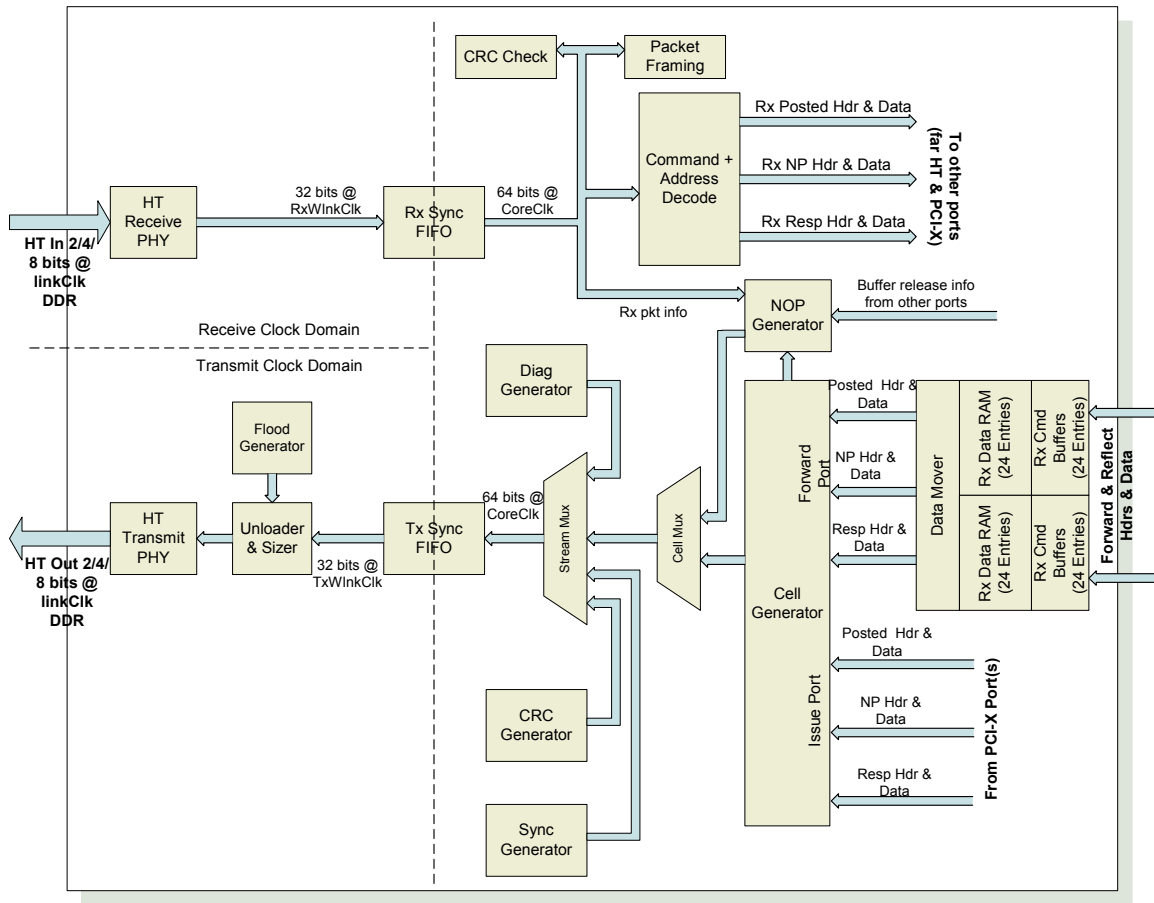 CRC Check
Packet
Framing
Rx Posted Hdr & Data
Rx NP Hdr & Data
Rx Resp Hdr & Data
To other ports
(far HT & PCI-X)
Command +
Address
Decode
HT
Receive
PHY
32 bits @
RxWlnkClk
Rx Sync
FIFO
64 bits @
CoreClk
HT In 2/4/
8 bits @
linkClk
DDR
Rx pkt info
NOP
Generator
Buffer release info
from other ports
Receive Clock Domain
Transmit Clock Domain
Diag
Generator
Flood
Generator
HT
Transmit
PHY
Unloader
& Sizer
32 bits @
TxWlnkClk
Tx Sync
FIFO
64 bits @
CoreClk
Stream Mux
Cell Mux
HT Out 2/4/
8 bits @
linkClk
DDR
Cell
Generator
Forward
Port
Issue Port
Posted Hdr &
Data
NP Hdr &
Data
Resp Hdr &
Data
Data Mover
Rx Data RAM
(24 Entries)
Rx Cmd
Buffers
(24 Entries)
Rx Data RAM
(24 Entries)
Rx Cmd
Buffers
(24 Entries)
Forward & Reflect
Hdrs & Data
Posted Hdr &
Data
NP Hdr &
Data
Resp Hdr &
Data
From PCI-X Port(s)
CRC
Generator
Sync
Generator